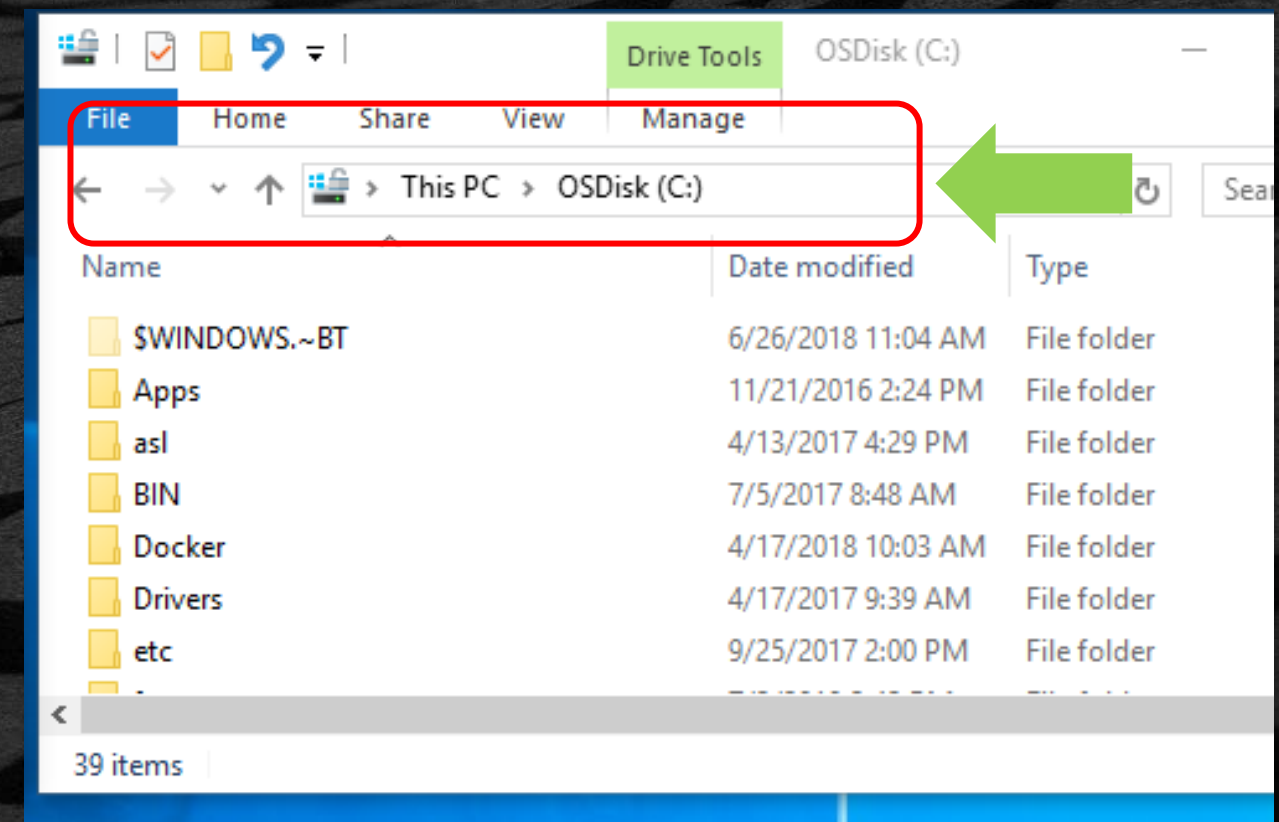 Drive Tools OSDisk (C:)
File Home Share View Manage
This PC > OSDisk (C:)
Name Date modified Type
$WINDOWS.~BT 6/26/2018 11:04 AM File folder
Apps 11/21/2016 2:24 PM File folder
asl 4/13/2017 4:29 PM File folder
BIN 7/5/2017 8:48 AM File folder
Docker 4/17/2018 10:03 AM File folder
Drivers 4/17/2017 9:39 AM File folder
etc 9/25/2017 2:00 PM File folder
39 items